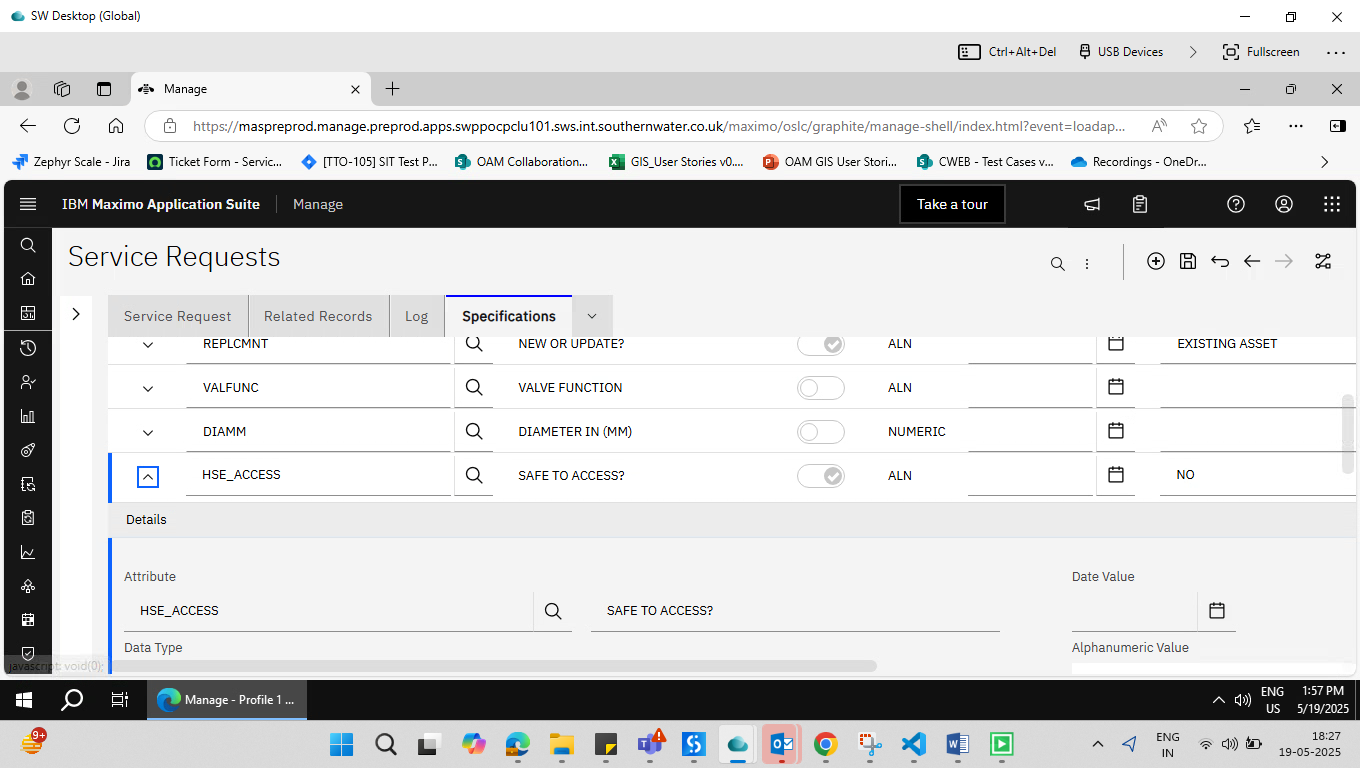 SW Desktop (Global)
Ctrl+Alt+Del
USB Devices
Fullscreen
Manage
https://maspreprod.manage.preprod.apps.swppocpclu101.sws.int.southernwater.co.uk/maximo/oslc/graphite/manage-shell/index.html?event=loadap...
Zephyr Scale - Jira
Ticket Form - Servic...
[TTO-105] SIT Test P...
OAM Collaboration...
GIS_User Stories v0....
OAM GIS User Stori...
CWEB - Test Cases v...
Recordings - OneDr...
IBM Maximo Application Suite
Manage
Take a tour
Service Requests
Service Request
Related Records
Log
Specifications
REPLCMNT
NEW OR UPDATE?
ALN
EXISTING ASSET
VALFUNC
VALVE FUNCTION
ALN
DIAMM
DIAMETER IN (MM)
NUMERIC
HSE_ACCESS
SAFE TO ACCESS?
ALN
NO
Details
Attribute
Date Value
HSE_ACCESS
SAFE TO ACCESS?
Data Type
Alphanumeric Value
javascript: void(0);
Manage - Profile 1 ...
ENG
US
1:57 PM
5/19/2025
9+
ENG
IN
18:27
19-05-2025